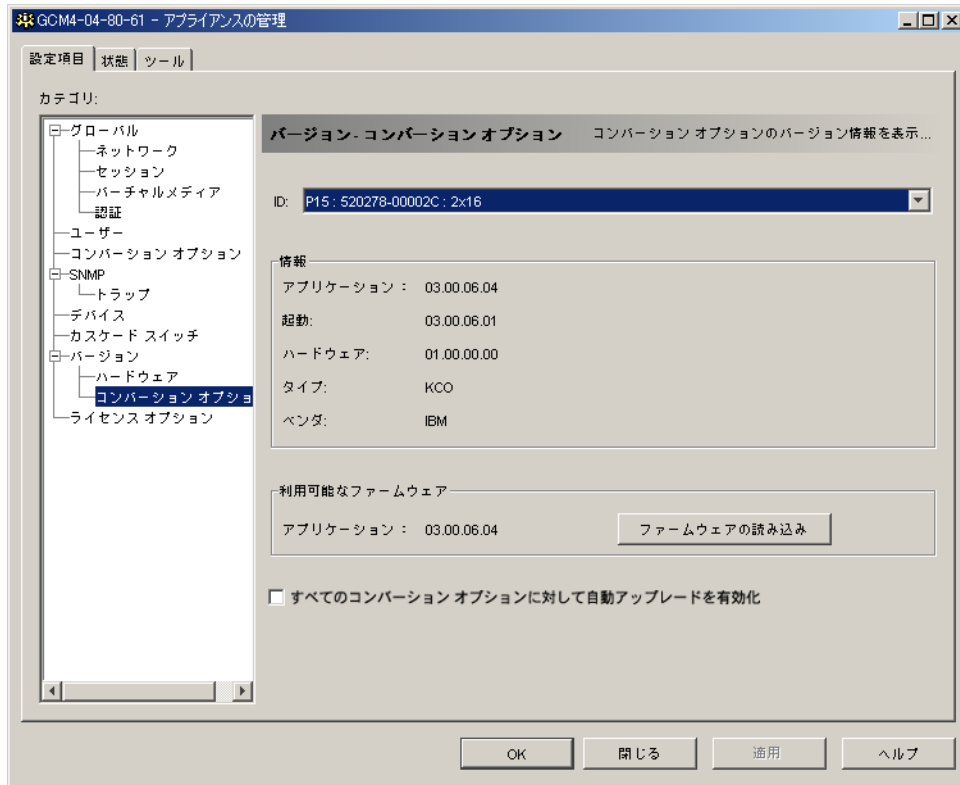 GCM4-04-80-61 - アプライアンスの管理
設定項目 状態 ツール
カテゴリ:
グローバル
ネットワーク
セッション
バーチャルメディア
認証
ユーザー
コンバーション オプション
SNMP
トラップ
デバイス
カスケード スイッチ
バージョン
ハードウェア
コンバーション オプショ
ライセンス オプション
バージョン - コンバーション オプション コンバーション オプションのバージョン情報を表示...
ID: P15 : 520278-00002C : 2x16
情報
アプリケーション : 03.00.06.04
起動: 03.00.06.01
ハードウェア: 01.00.00.00
タイプ: KCO
ベンダ: IBM
利用可能なファームウェア
アプリケーション : 03.00.06.04 ファームウェアの読み込み
すべてのコンバーション オプションに対して自動アップレードを有効化
OK 閉じる 適用 ヘルプ